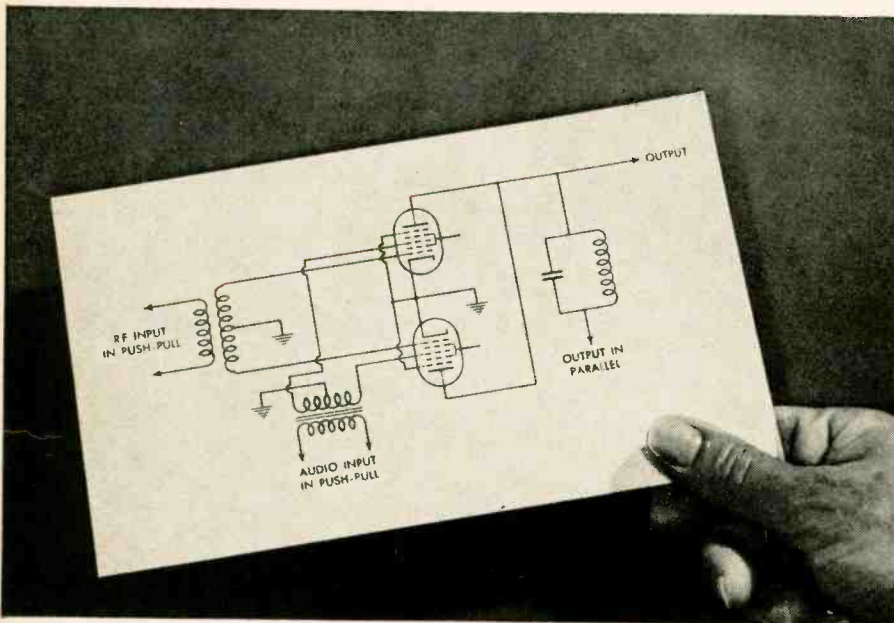 OUTPUT
RF INPUT
IN PUSH-PULL
OUTPUT IN
PARALLEL
AUDIO INPUT
IN PUSH-PULL